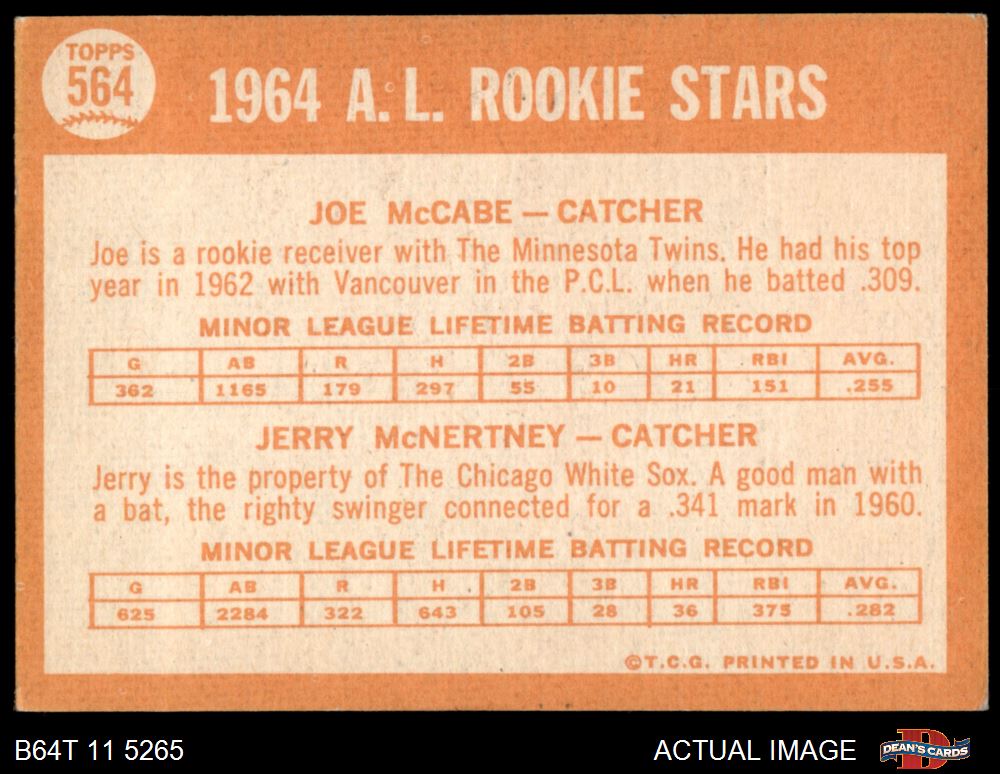 TOPPS
564
1964 A.L. ROOKIE STARS
JOE McCABE — CATCHER
Joe is a rookie receiver with The Minnesota Twins. He had his top
year in 1962 with Vancouver in the P.C.L. when he batted .309.
MINOR LEAGUE LIFETIME BATTING RECORD
G AB R H 2B 3B HR RBI AVG.
362 1165 179 297 55 10 21 151 .255
JERRY McNERTNEY — CATCHER
Jerry is the property of The Chicago White Sox. A good man with
a bat, the righty swinger connected for a .341 mark in 1960.
MINOR LEAGUE LIFETIME BATTING RECORD
G AB R H 2B 3B HR RBI AVG.
625 2284 322 643 105 28 36 375 .282
©T.C.G. PRINTED IN U.S.A.
B64T 11 5265
ACTUAL IMAGE
DEAN'S CARDS